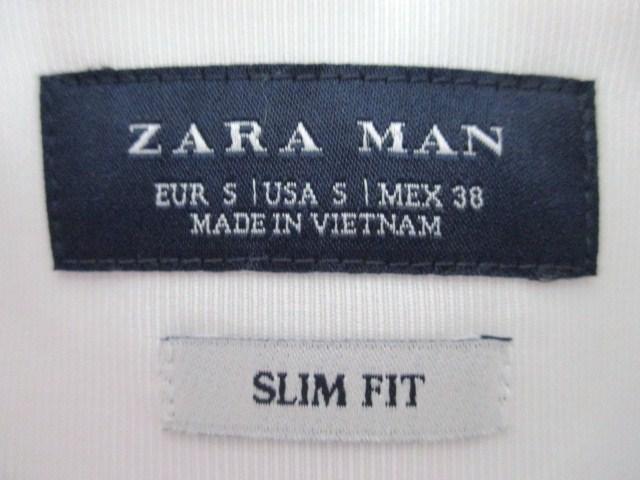 ZARA MAN
EUR S | USA S | MEX 38
MADE IN VIETNAM
SLIM FIT